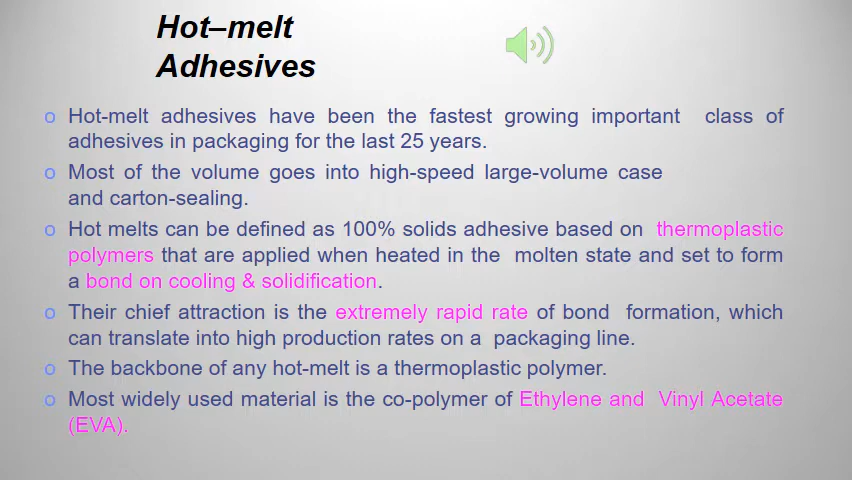 Hot–melt
Adhesives
o Hot-melt adhesives have been the fastest growing important class of
adhesives in packaging for the last 25 years.
o Most of the volume goes into high-speed large-volume case
and carton-sealing.
o Hot melts can be defined as 100% solids adhesive based on thermoplastic
polymers that are applied when heated in the molten state and set to form
a bond on cooling & solidification.
o Their chief attraction is the extremely rapid rate of bond formation, which
can translate into high production rates on a packaging line.
o The backbone of any hot-melt is a thermoplastic polymer.
o Most widely used material is the co-polymer of Ethylene and Vinyl Acetate
(EVA).